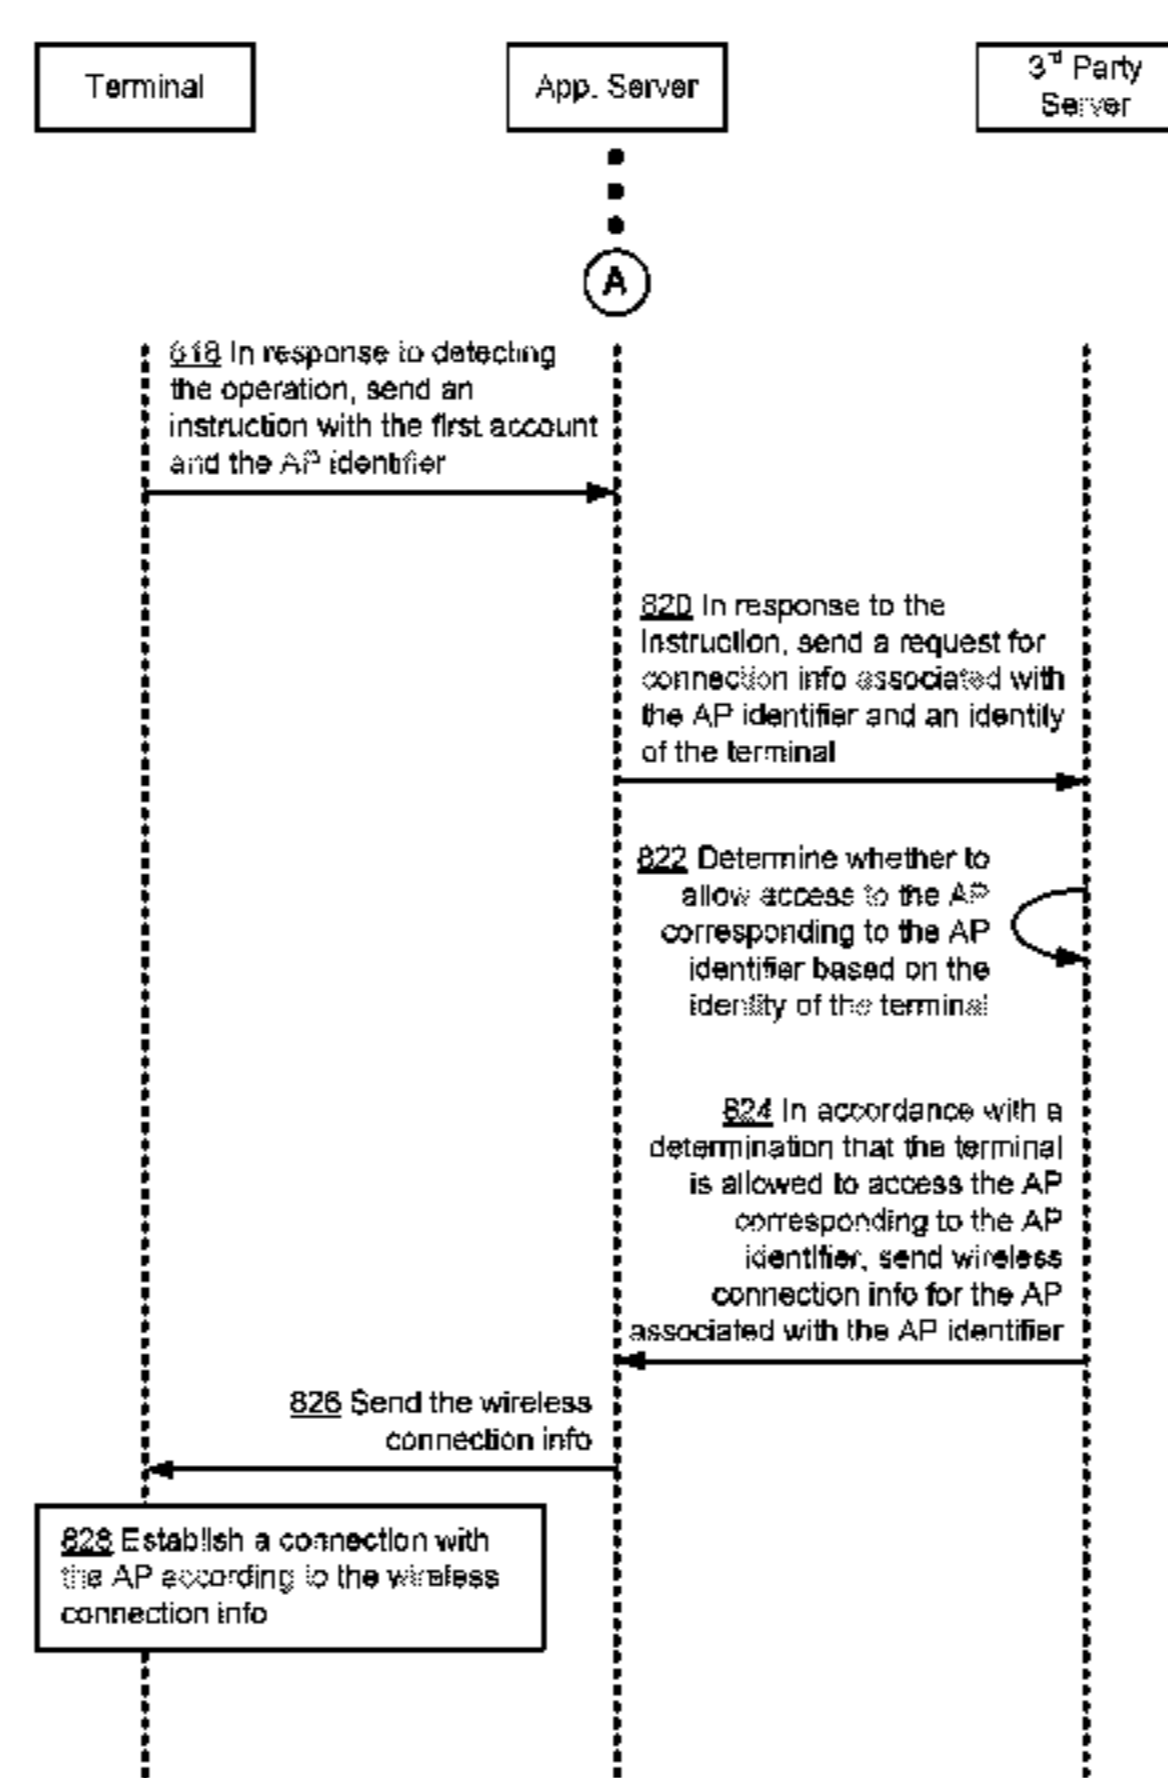 Terminal
App. Server
3rd Party
Server
A
818 In response to detecting
the operation, send an
instruction with the first account
and the AP identifier
820 In response to the
instruction, send a request for
connection info associated with
the AP identifier and an identity
of the terminal
822 Determine whether to
allow access to the AP
corresponding to the AP
identifier based on the
identity of the terminal
824 In accordance with a
determination that the terminal
is allowed to access the AP
corresponding to the AP
identifier, send wireless
connection info for the AP
associated with the AP identifier
826 Send the wireless
connection info
828 Establish a connection with
the AP according to the wireless
connection info